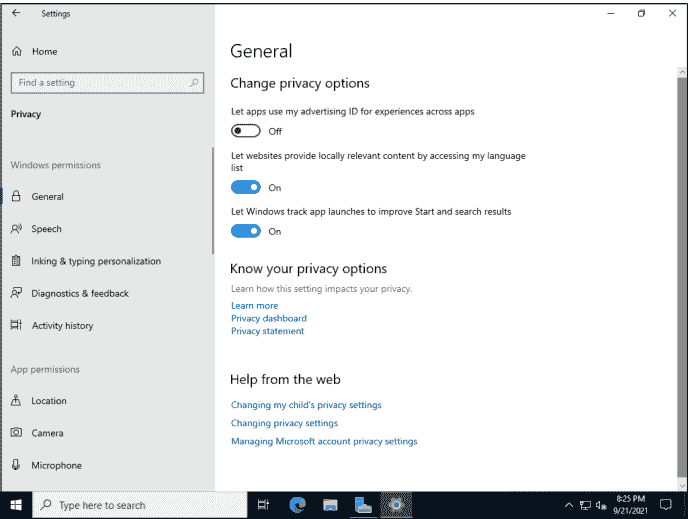 Settings
Home
Find a setting
Privacy
Windows permissions
General
Speech
Inking & typing personalization
Diagnostics & feedback
Activity history
App permissions
Location
Camera
Microphone
General
Change privacy options
Let apps use my advertising ID for experiences across apps
Off
Let websites provide locally relevant content by accessing my language
list
On
Let Windows track app launches to improve Start and search results
On
Know your privacy options
Learn how this setting impacts your privacy.
Learn more
Privacy dashboard
Privacy statement
Help from the web
Changing my child's privacy settings
Changing privacy settings
Managing Microsoft account privacy settings
Type here to search
8:25 PM
9/21/2021